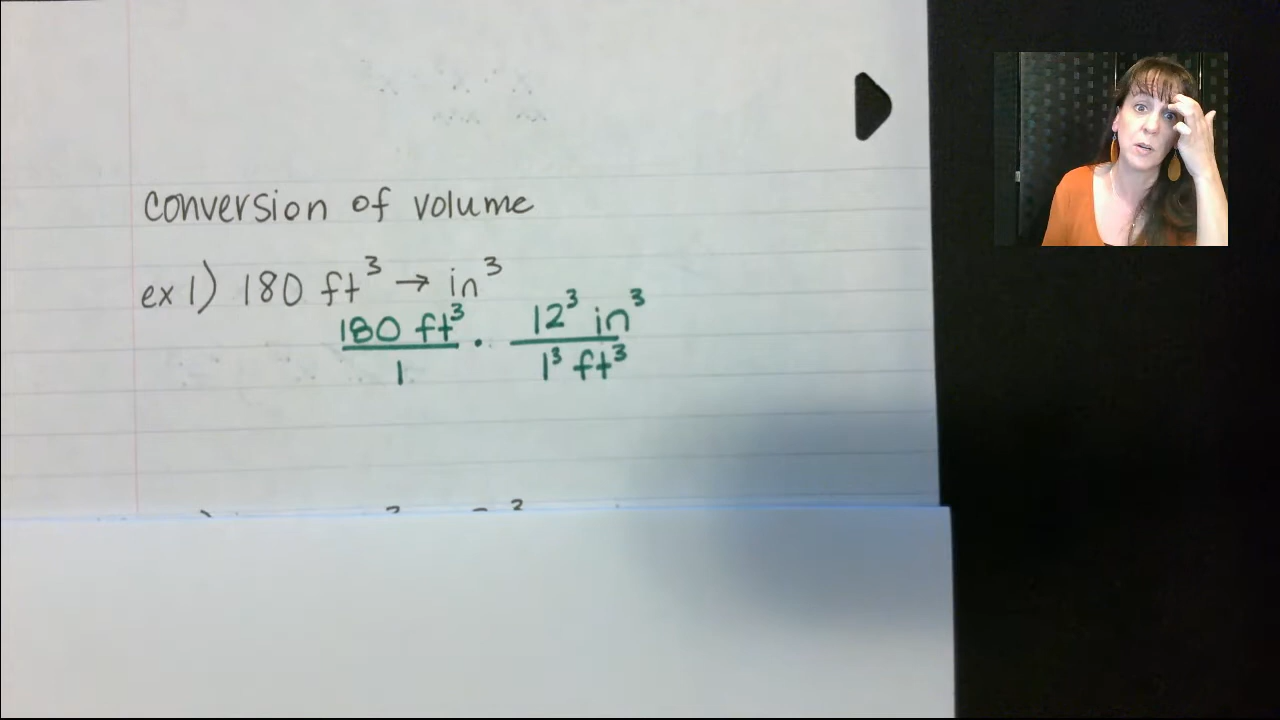 conversion of volume
ex 1) 180 ft³ → in³
180 ft³ / 1 · 12³ in³ / 1³ ft³